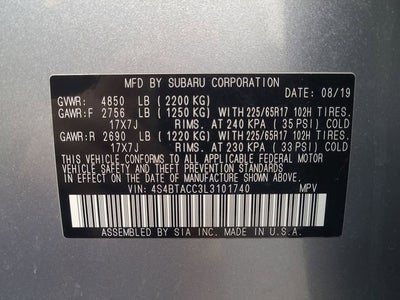 MFD. BY SUBARU CORPORATION DATE: 08/19
GVWR: 4850 LB (2200 KG)
GAWR:F 2756 LB (1250 KG) WITH 225/65R17 102H TIRES.
17X7J RIMS. AT 240 KPA (35 PSI) COLD
GAWR:R 2690 LB (1220 KG) WITH 225/65R17 102H TIRES.
17X7J RIMS. AT 230 KPA (33 PSI) COLD
THIS VEHICLE CONFORMS TO ALL APPLICABLE FEDERAL MOTOR
VEHICLE SAFETY AND THEFT PREVENTION STANDARDS IN
EFFECT ON THE DATE OF MANUFACTURE SHOWN ABOVE.
VIN: 4S4BTACC3L3101740 MPV
ASSEMBLED BY SIA INC. MADE IN U.S.A.